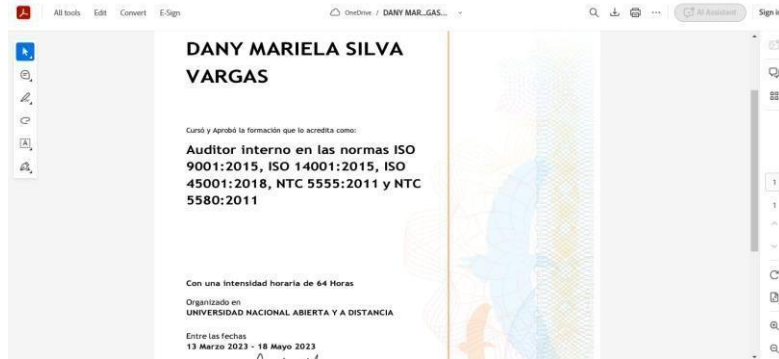 All tools Edit Convert E-Sign OneDrive / DANY MAR...GAS... AI Assistant Sign in
DANY MARIELA SILVA
VARGAS
Cursó y Aprobó la formación que lo acredita como:
Auditor interno en las normas ISO
9001:2015, ISO 14001:2015, ISO
45001:2018, NTC 5555:2011 y NTC
5580:2011
1
1
Con una intensidad horaria de 64 Horas
Organizado en
UNIVERSIDAD NACIONAL ABIERTA Y A DISTANCIA
Entre las fechas
13 Marzo 2023 - 18 Mayo 2023